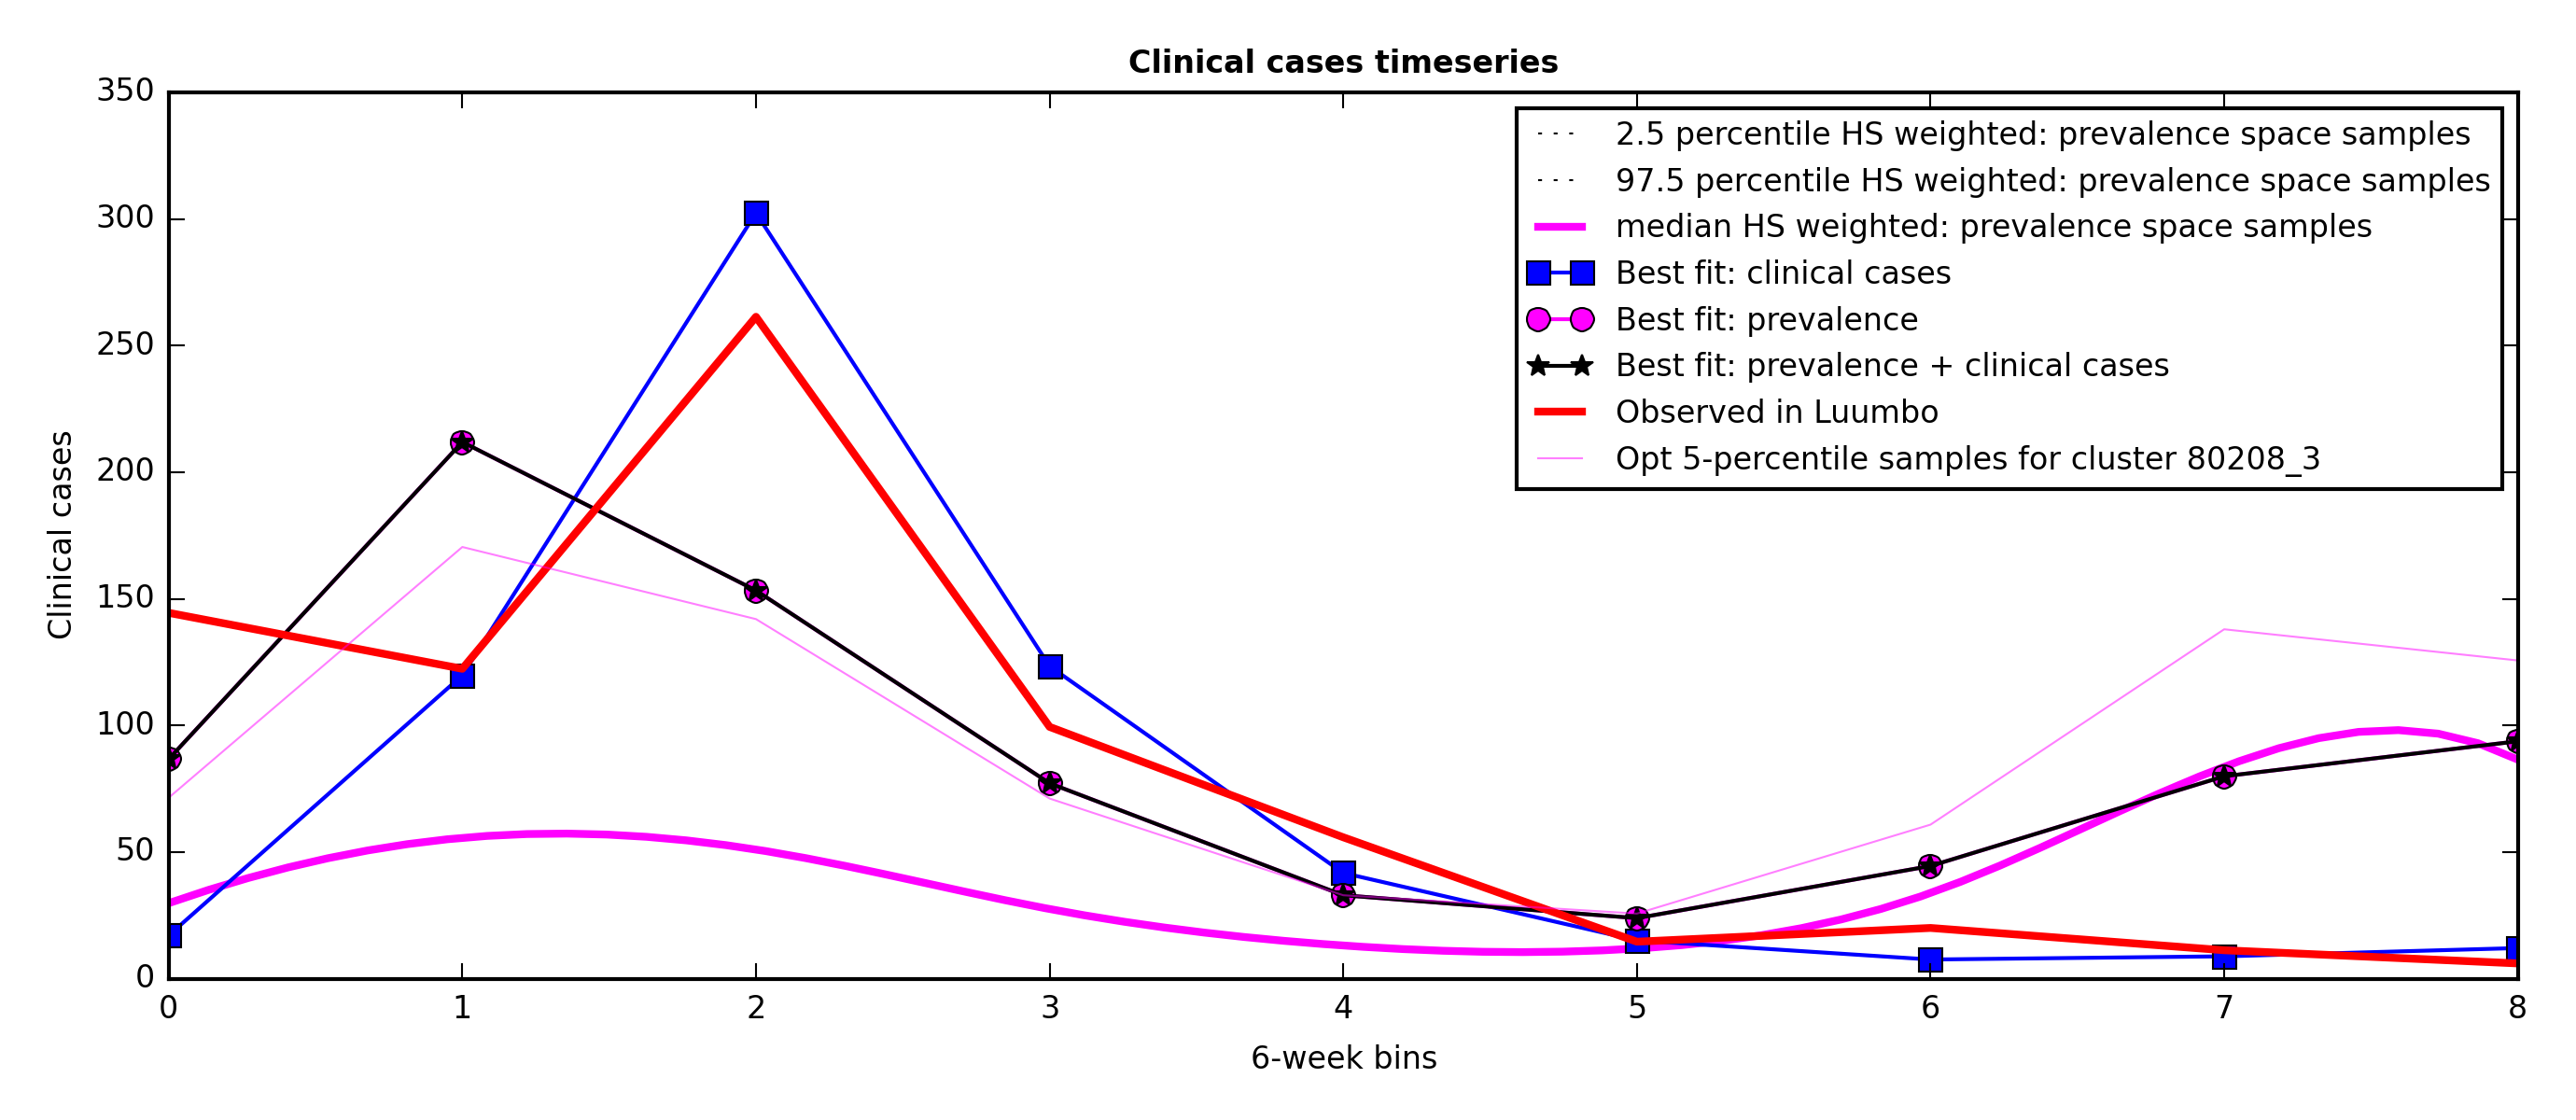 Clinical cases timeseries
350
300
250
200
150
100
50
0
Clinical cases
2.5 percentile HS weighted: prevalence space samples
97.5 percentile HS weighted: prevalence space samples
median HS weighted: prevalence space samples
Best fit: clinical cases
Best fit: prevalence
Best fit: prevalence + clinical cases
Observed in Luumbo
Opt 5-percentile samples for cluster 80208_3
0 1 2 3 4 5 6 7 8
6-week bins